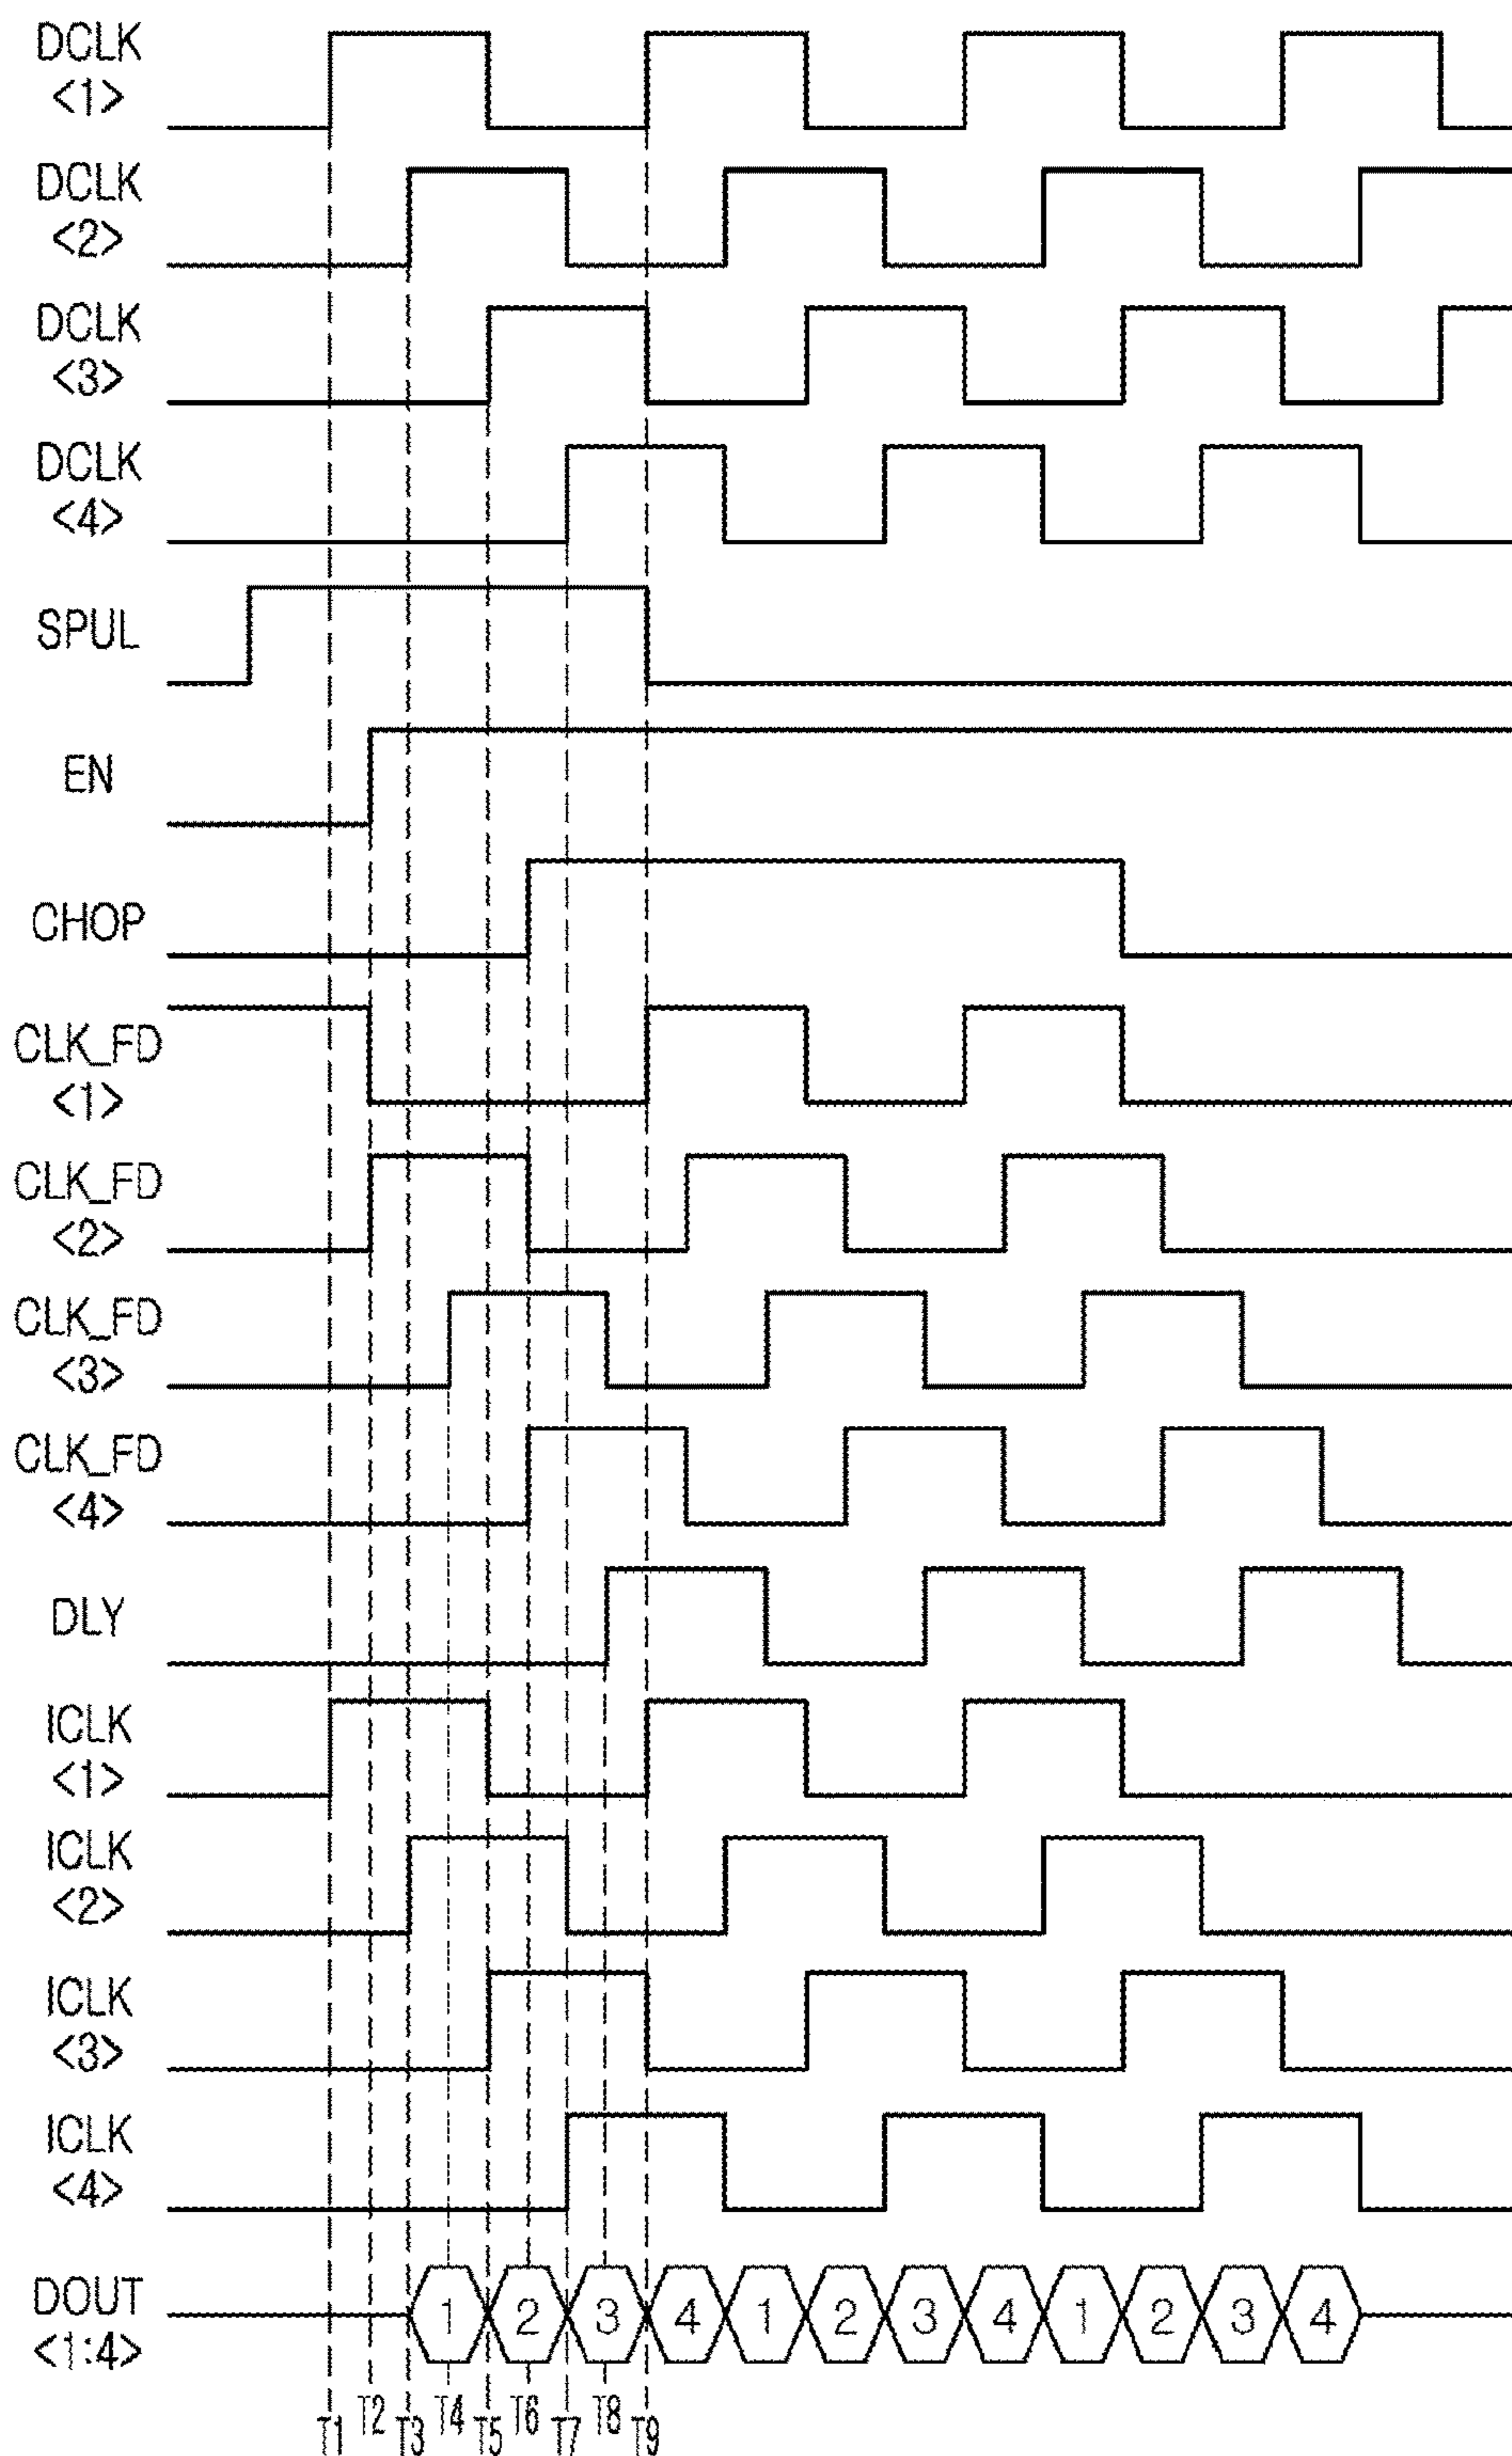 DCLK
<1>
DCLK
<2>
DCLK
<3>
DCLK
<4>
SPUL
EN
CHOP
CLK_FD
<1>
CLK_FD
<2>
CLK_FD
<3>
CLK_FD
<4>
DLY
ICLK
<1>
ICLK
<2>
ICLK
<3>
ICLK
<4>
DOUT
<1:4>
1 2 3 4 1 2 3 4 1 2 3 4
T1 T2 T3 T4 T5 T6 T7 T8 T9